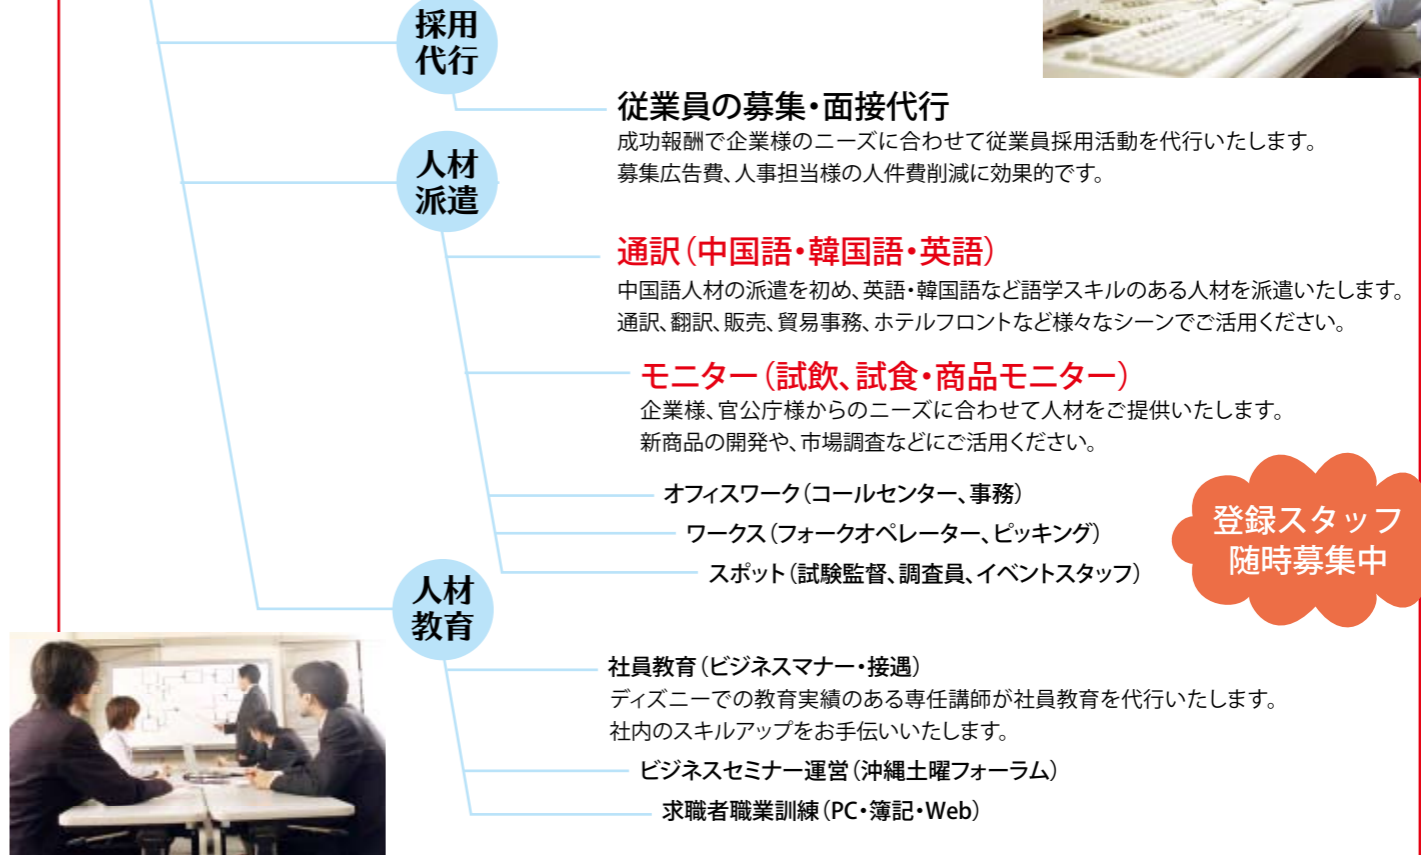 採用
代行
従業員の募集・面接代行
成功報酬で企業様のニーズに合わせて従業員採用活動を代行いたします。
募集広告費、人事担当様の人件費削減に効果的です。
人材
派遣
通訳（中国語・韓国語・英語）
中国語人材の派遣を初め、英語・韓国語など語学スキルのある人材を派遣いたします。
通訳、翻訳、販売、貿易事務、ホテルフロントなど様々なシーンでご活用ください。
モニター（試飲、試食・商品モニター）
企業様、官公庁様からのニーズに合わせて人材をご提供いたします。
新商品の開発や、市場調査などにご活用ください。
オフィスワーク（コールセンター、事務）
ワークス（フォークオペレーター、ピッキング）
スポット（試験監督、調査員、イベントスタッフ）
登録スタッフ
随時募集中
人材
教育
社員教育（ビジネスマナー・接遇）
ディズニーでの教育実績のある専任講師が社員教育を代行いたします。
社内のスキルアップをお手伝いいたします。
ビジネスセミナー運営（沖縄土曜フォーラム）
求職者職業訓練（PC・簿記・Web）